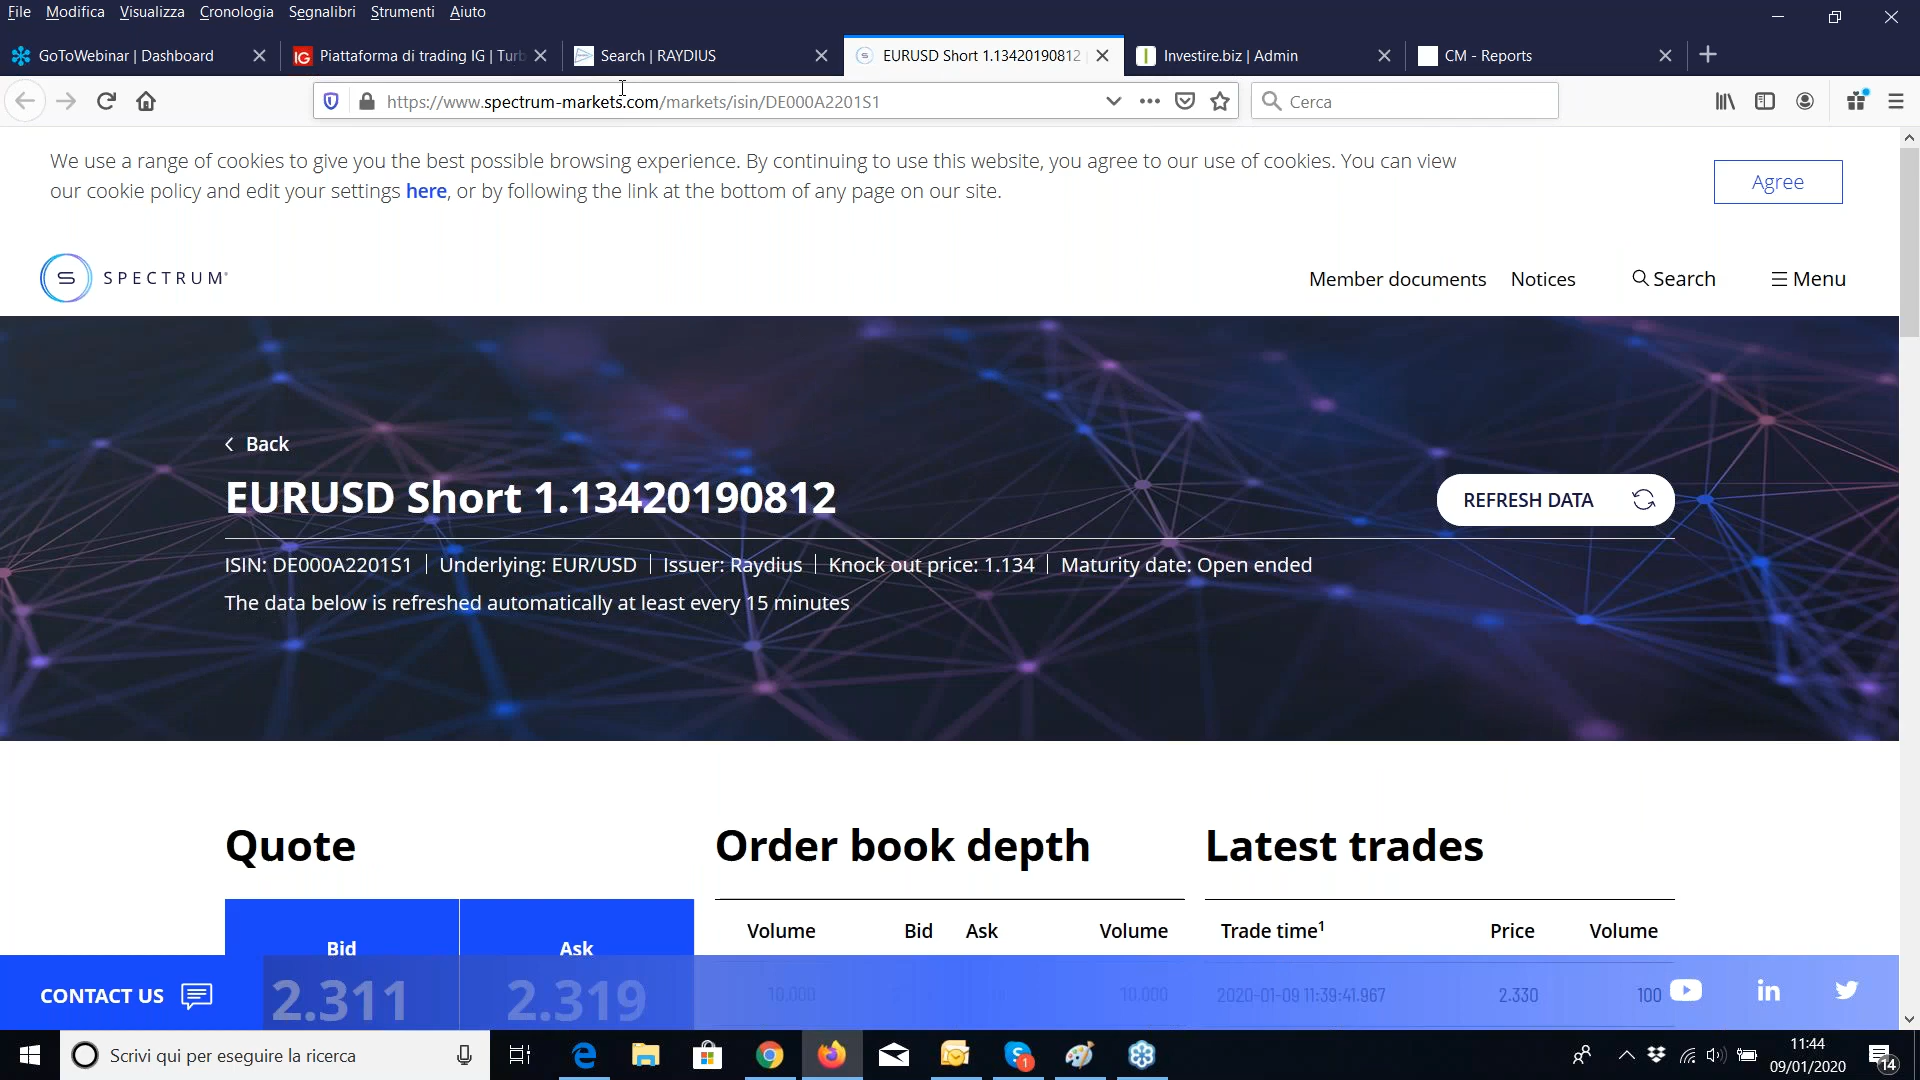 File Modifica Visualizza Cronologia Segnalibri Strumenti Aiuto
GoToWebinar | Dashboard
Piattaforma di trading IG | Turb
Search | RAYDIUS
EURUSD Short 1.13420190812
Investire.biz | Admin
CM - Reports
https://www.spectrum-markets.com/markets/isin/DE000A2201S1
Cerca
We use a range of cookies to give you the best possible browsing experience. By continuing to use this website, you agree to our use of cookies. You can view
our cookie policy and edit your settings here, or by following the link at the bottom of any page on our site.
Agree
SPECTRUM
Member documents Notices Search Menu
Back
EURUSD Short 1.13420190812
REFRESH DATA
ISIN: DE000A2201S1 | Underlying: EUR/USD | Issuer: Raydius | Knock out price: 1.134 | Maturity date: Open ended
The data below is refreshed automatically at least every 15 minutes
Quote Order book depth Latest trades
Bid Ask
Volume Bid Ask Volume
Trade time1 Price Volume
2.311 2.319
10,000 10,000
2020-01-09 11:39:41.967 2.330 100
CONTACT US
Scrivi qui per eseguire la ricerca
1
11:44
09/01/2020
14